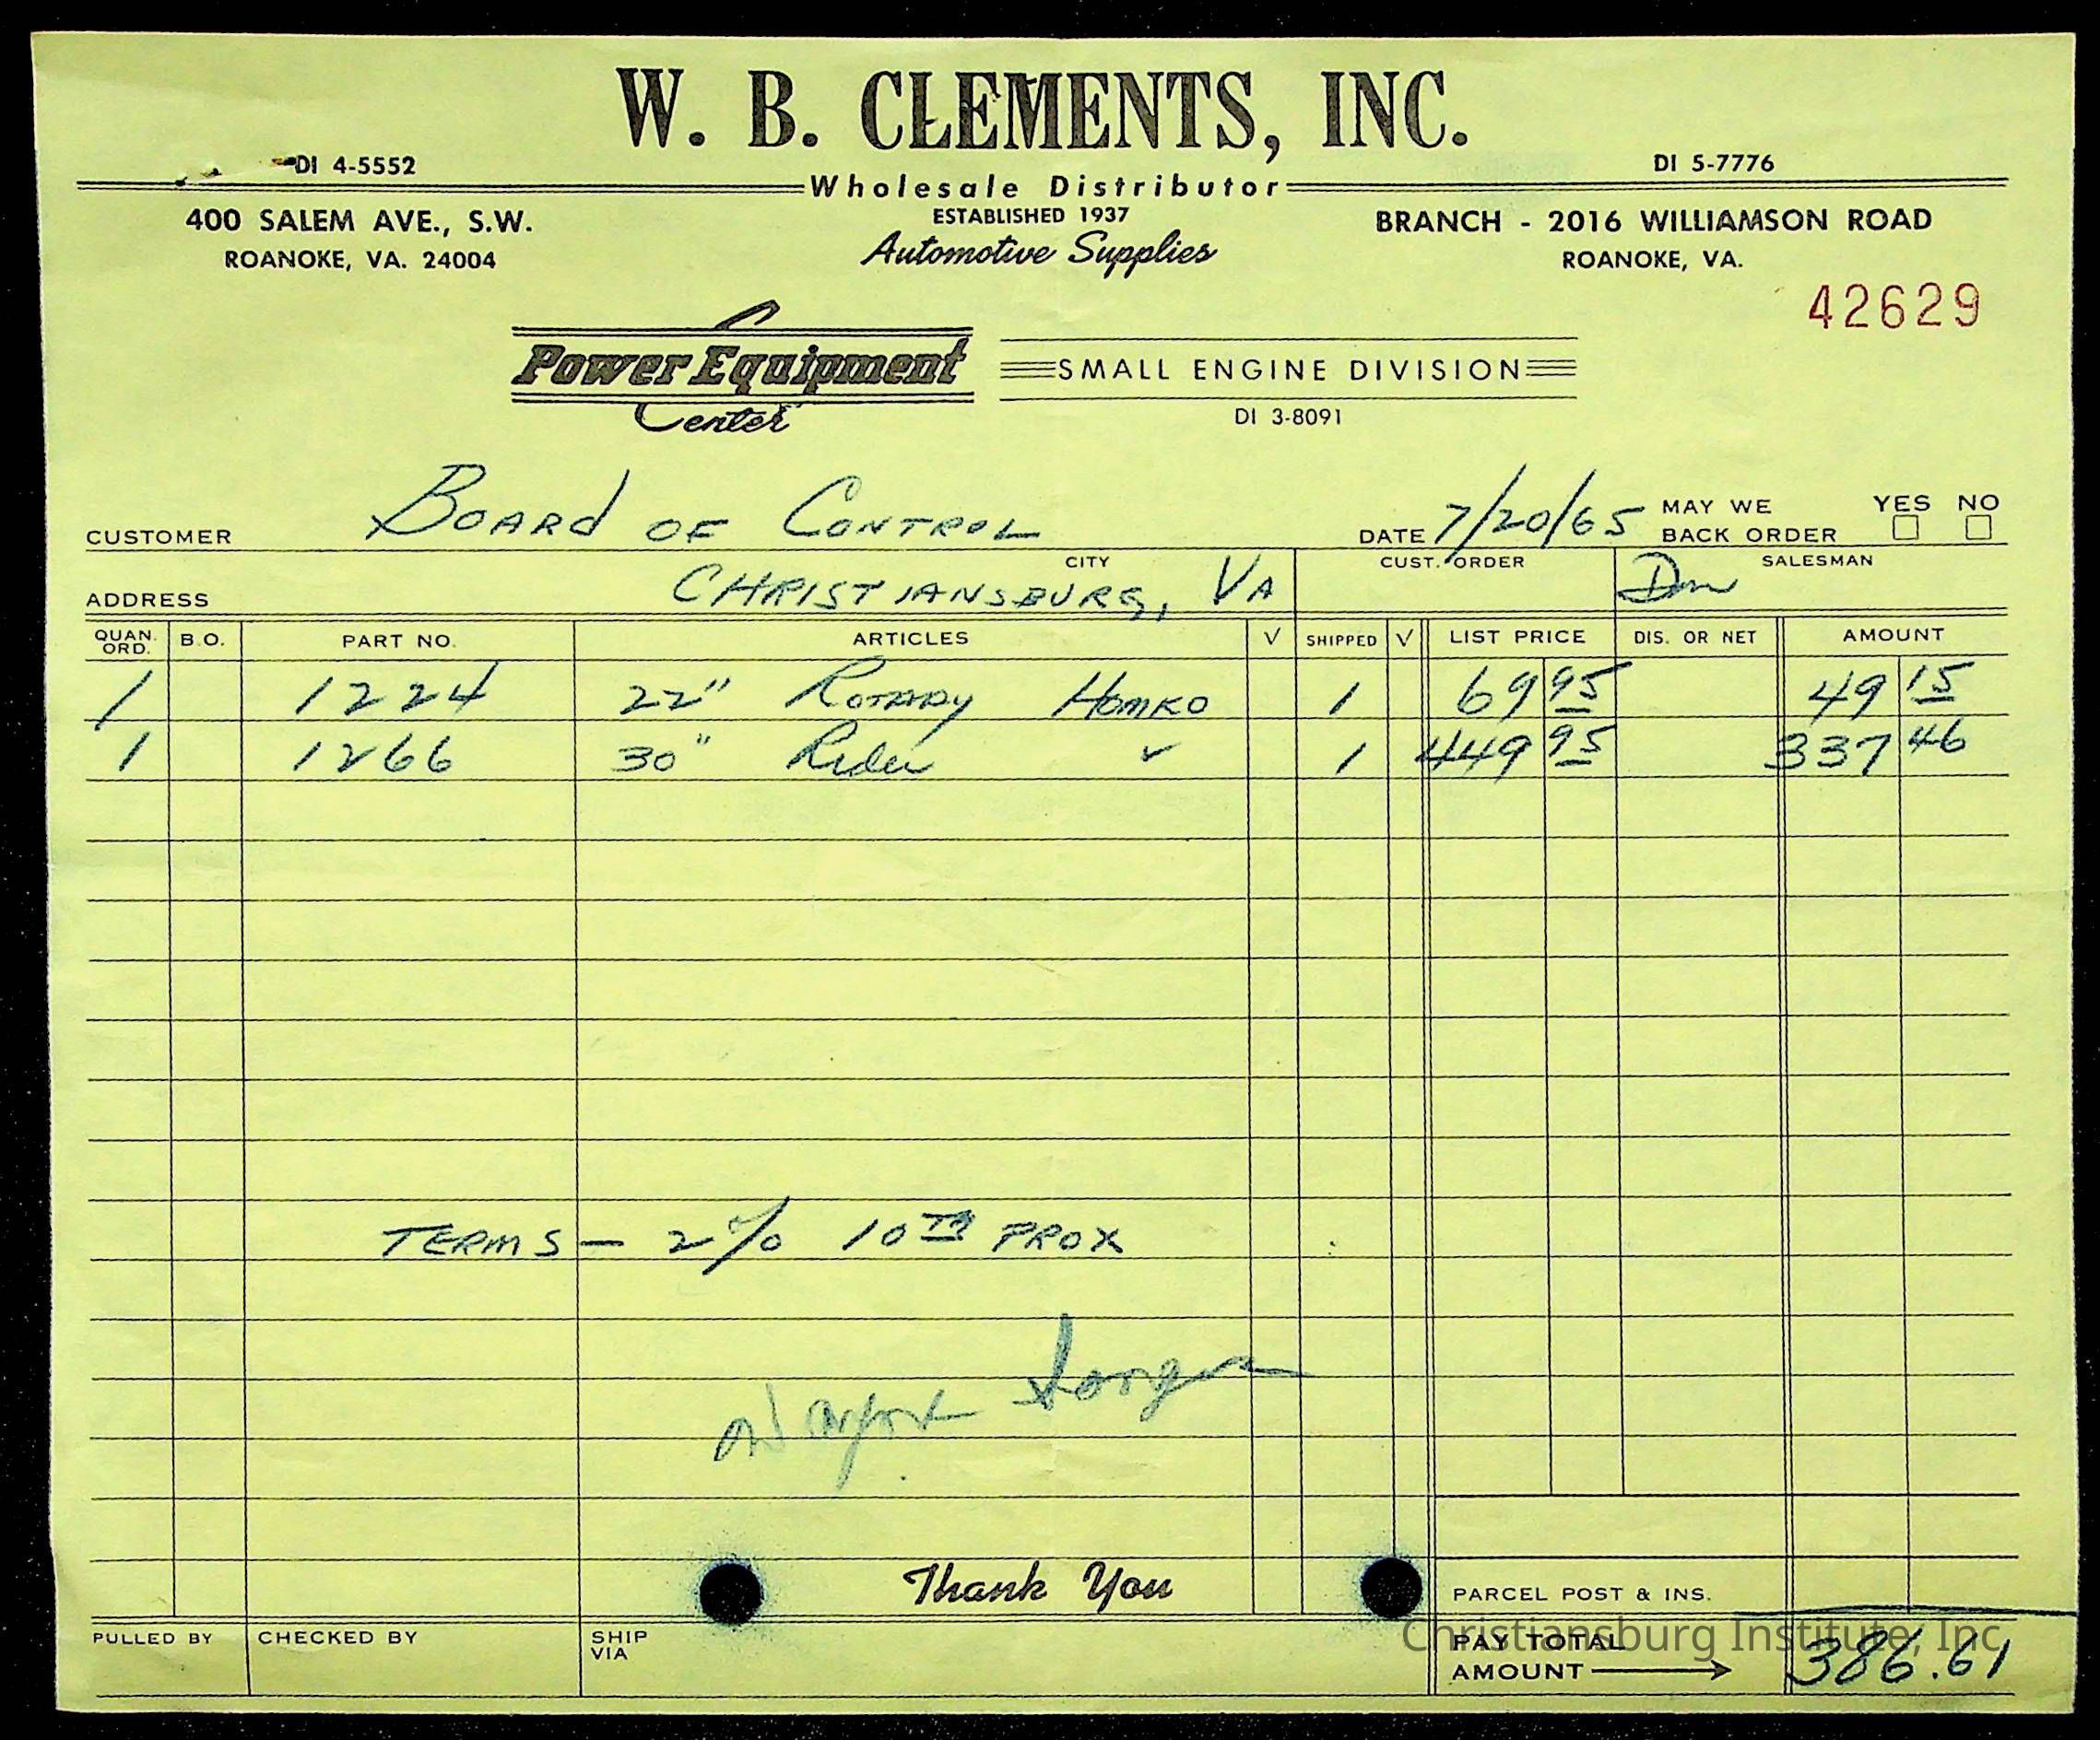 W. B. CLEMENTS, INC.
DI 4-5552
DI 5-7776
Wholesale Distributor
400 SALEM AVE., S.W.
ESTABLISHED 1937
BRANCH - 2016 WILLIAMSON ROAD
ROANOKE, VA. 24004
Automotive Supplies
ROANOKE, VA.
42629
Power Equipment Center
SMALL ENGINE DIVISION
DI 3-8091
CUSTOMER BOARD OF CONTROL DATE 7/20/65 MAY WE BACK ORDER YES NO
ADDRESS CITY CHRISTIANSBURG, VA CUST. ORDER SALESMAN
QUAN. ORD. B.O. PART NO. ARTICLES V SHIPPED V LIST PRICE DIS. OR NET AMOUNT
1 1224 22" ROTARY HOMKO 1 69 95 49 15
1 1266 30" Rider ✓ 1 449 95 337 46
TERMS - 2% 10TH PROX
Thank You
PARCEL POST & INS.
PULLED BY CHECKED BY SHIP VIA PAY TOTAL AMOUNT 386.61
Christiansburg Institute, Inc